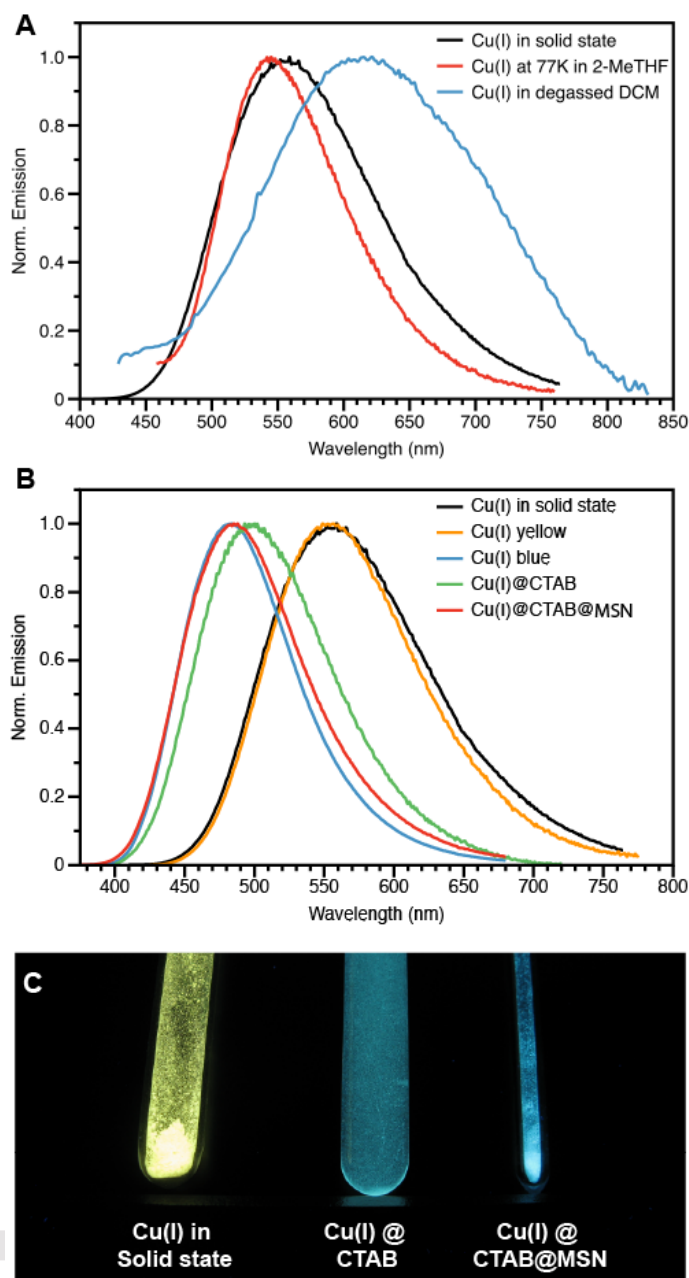 A
Cu(I) in solid state
Cu(I) at 77K in 2-MeTHF
Cu(I) in degassed DCM
Norm. Emission
1.0
0.8
0.6
0.4
0.2
0
400 450 500 550 600 650 700 750 800 850
Wavelength (nm)
B
Cu(I) in solid state
Cu(I) yellow
Cu(I) blue
Cu(I)@CTAB
Cu(I)@CTAB@MSN
Norm. Emission
1.0
0.8
0.6
0.4
0.2
0
400 450 500 550 600 650 700 750 800
Wavelength (nm)
C
Cu(I) in
Solid state
Cu(I) @
CTAB
Cu(I) @
CTAB@MSN